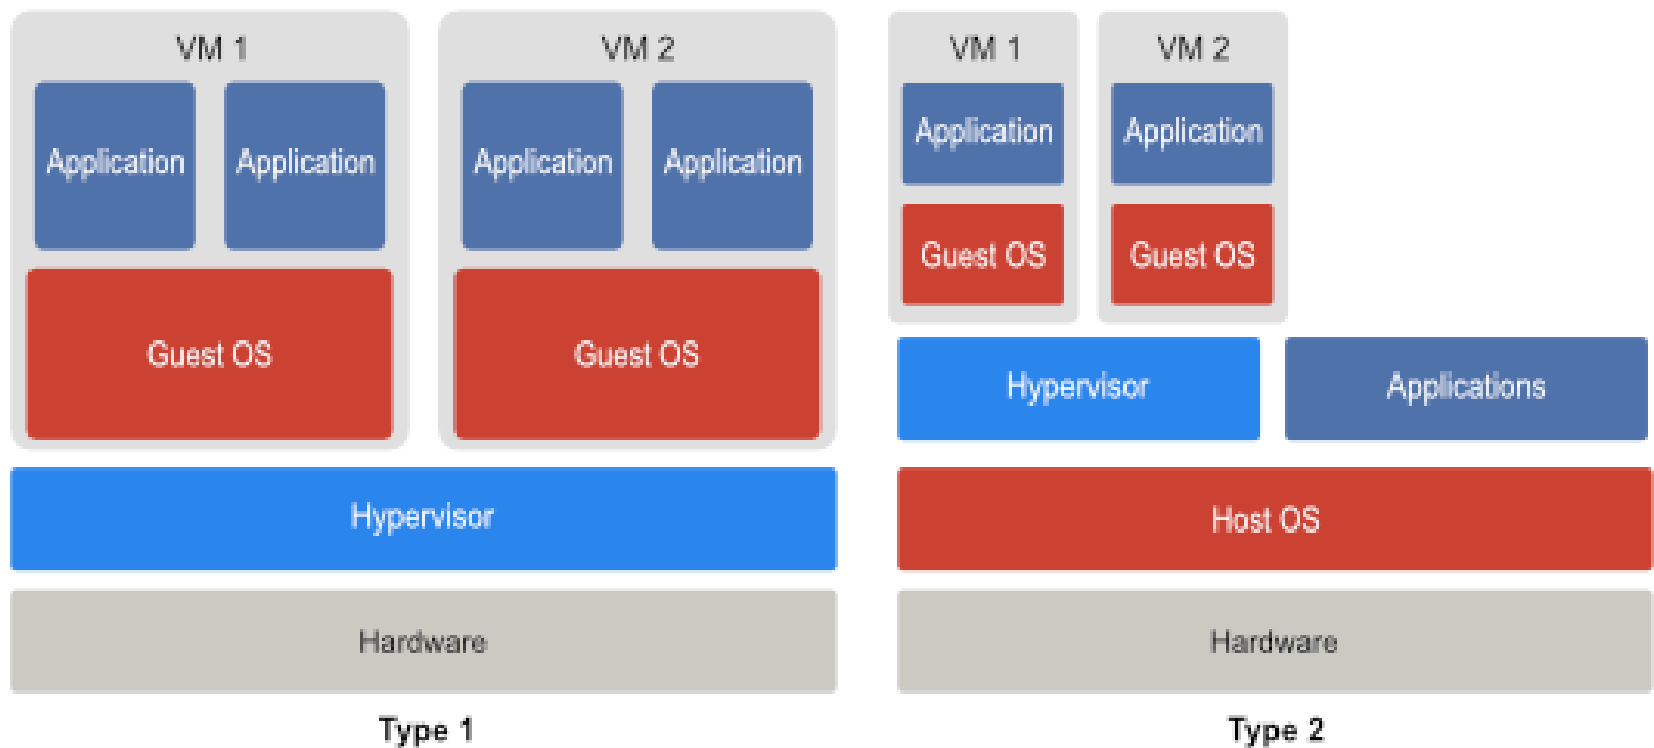 VM 1
Application
Application
Guest OS
VM 2
Application
Application
Guest OS
Hypervisor
Hardware
Type 1
VM 1
Application
Guest OS
VM 2
Application
Guest OS
Hypervisor
Applications
Host OS
Hardware
Type 2